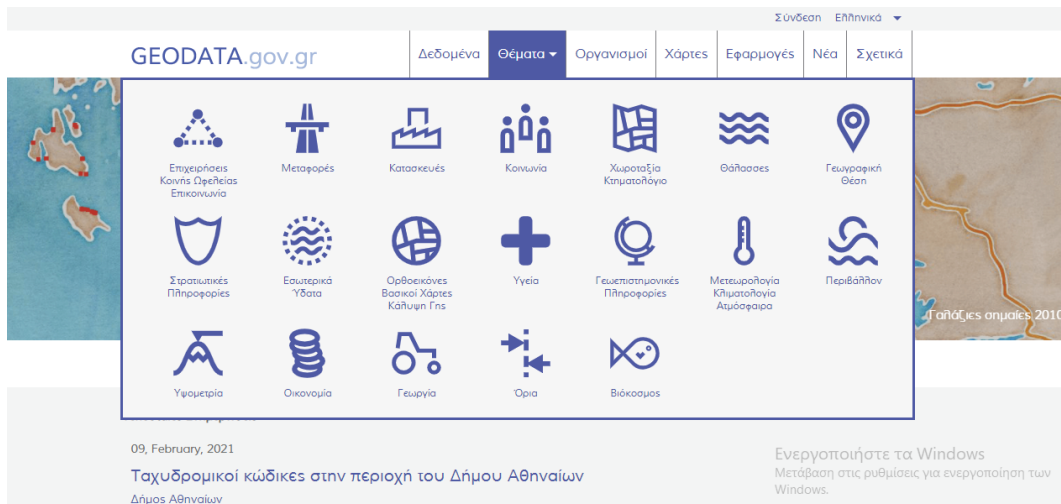 Σύνδεση Ελληνικά
GEODATA.gov.gr
Δεδομένα Θέματα Οργανισμοί Χάρτες Εφαρμογές Νέα Σχετικά
Επιχειρήσεις
Κοινής Ωφελείας
Επικοινωνία
Μεταφορές
Κατασκευές
Κοινωνία
Χωροταξία
Κτηματολόγιο
Θάλασσες
Γεωγραφική
Θέση
Στρατιωτικές
Πληροφορίες
Εσωτερικά
Ύδατα
Ορθοεικόνες
Βασικοί Χάρτες
Κάλυψη Γης
Υγεία
Γεωεπιστημονικές
Πληροφορίες
Μετεωρολογία
Κλιματολογία
Ατμόσφαιρα
Περιβάλλον
Υψομετρία
Οικονομία
Γεωργία
Όρια
Βιόκοσμος
Γαλάζιες σημαίες 2010
09, February, 2021
Ταχυδρομικοί κώδικες στην περιοχή του Δήμου Αθηναίων
Δήμος Αθηναίων
Ενεργοποιήστε τα Windows
Μετάβαση στις ρυθμίσεις για ενεργοποίηση των
Windows.